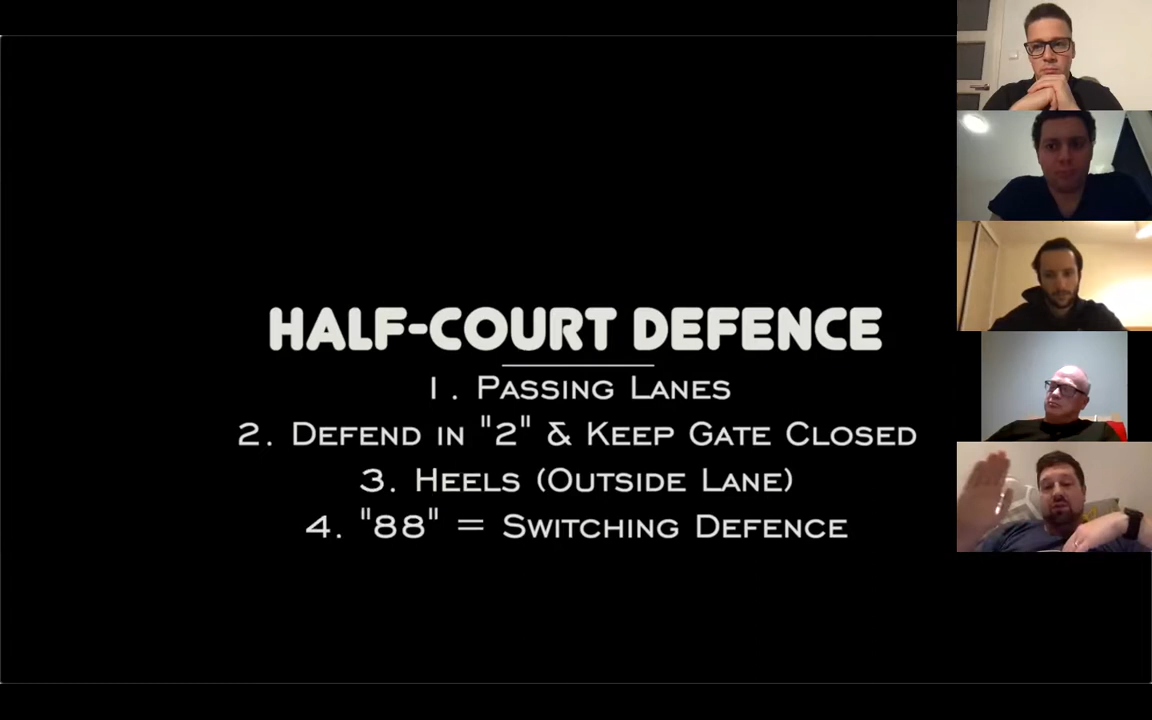 HALF-COURT DEFENCE
1. PASSING LANES
2. DEFEND IN "2" & KEEP GATE CLOSED
3. HEELS (OUTSIDE LANE)
4. "88" = SWITCHING DEFENCE